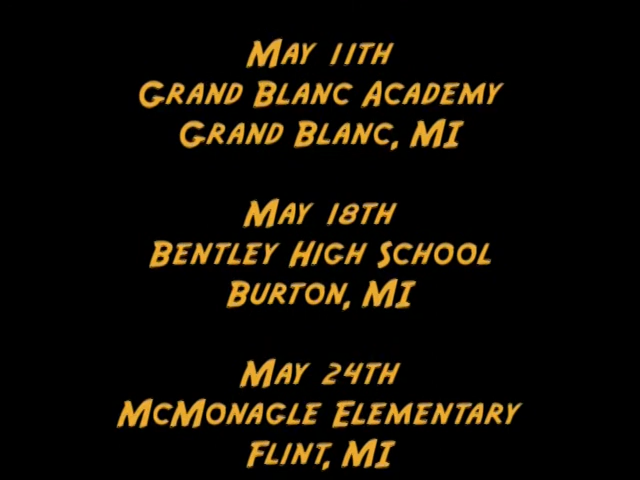 May 11th
Grand Blanc Academy
Grand Blanc, MI
May 18th
Bentley High School
Burton, MI
May 24th
McMonagle Elementary
Flint, MI